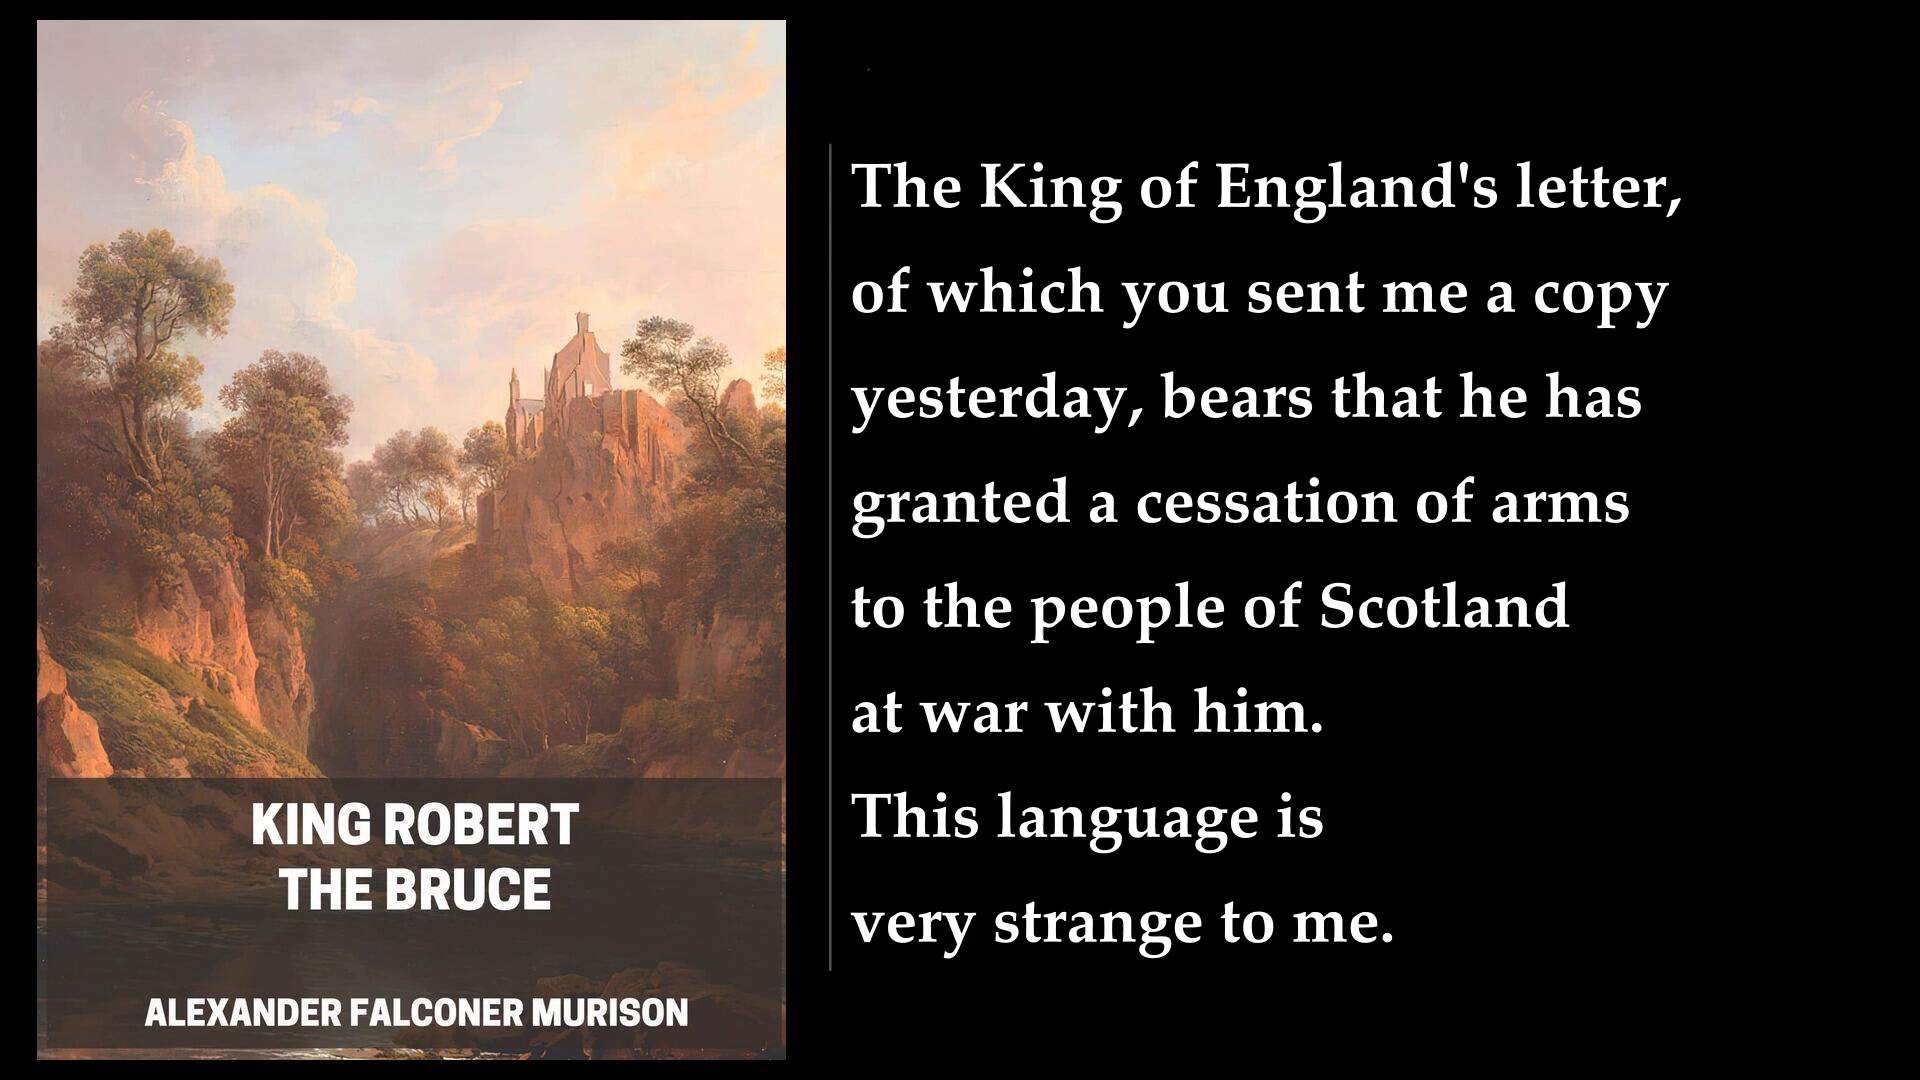 The King of England's letter,
of which you sent me a copy
yesterday, bears that he has
granted a cessation of arms
to the people of Scotland
at war with him.
This language is
very strange to me.
KING ROBERT
THE BRUCE
ALEXANDER FALCONER MURISON